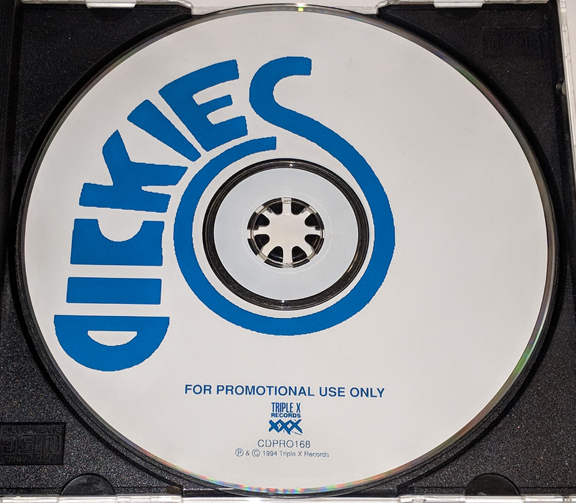 DICKIES
FOR PROMOTIONAL USE ONLY
TRIPLE X
RECORDS
XXX
CDPRO168
℗ & © 1994 Triple X Records